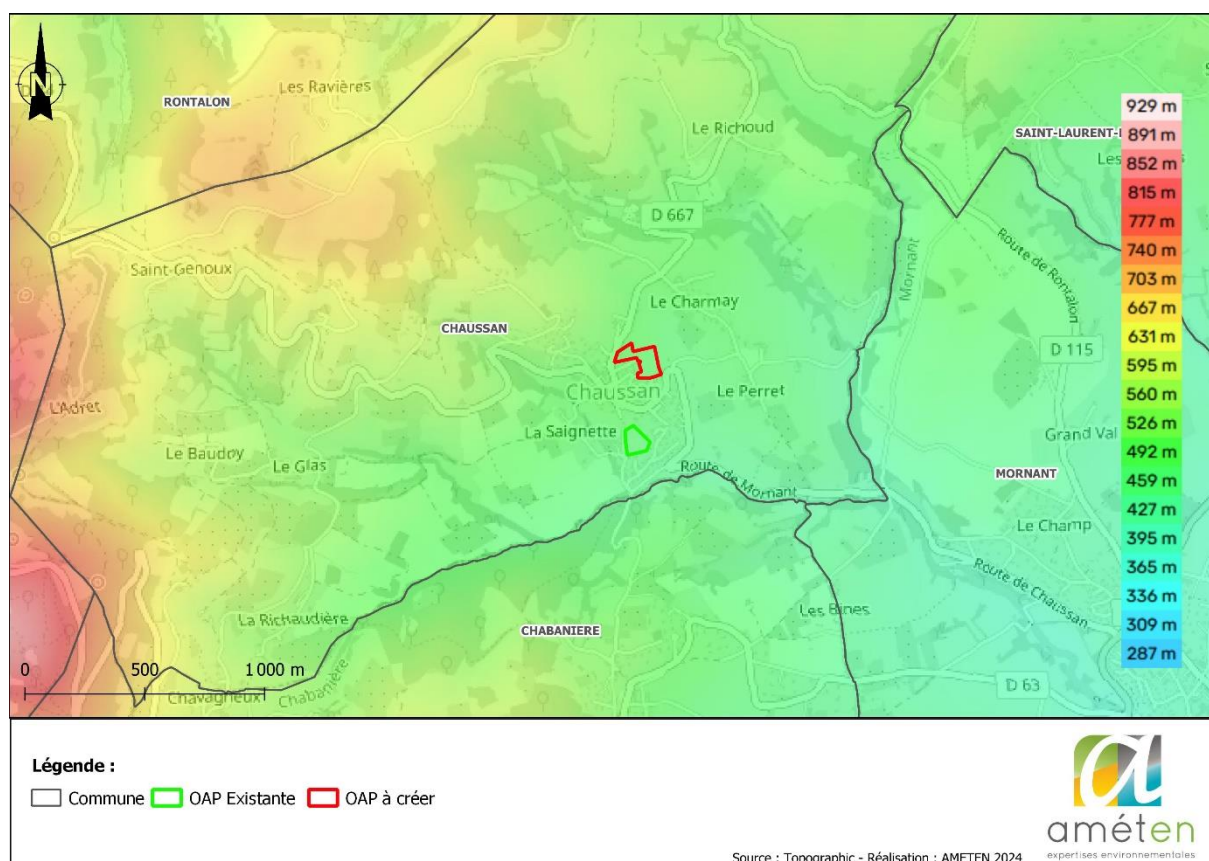 N
RONTALON
Les Ravières
Le Richoud
D 667
SAINT-LAURENT-
Mornant
Route de Rontalon
Saint-Genoux
Le Charmay
CHAUSSAN
D 115
L'Adret
Chaussan
Le Perret
La Saignette
Grand Val
Le Baudoy
Le Glas
Route de Mornant
MORNANT
Le Champ
Route de Chaussan
La Richaudière
CHABANIERE
Les Bines
Chabanière
Chavagneux
D 63
0 500 1 000 m
929 m
891 m
852 m
815 m
777 m
740 m
703 m
667 m
631 m
595 m
560 m
526 m
492 m
459 m
427 m
395 m
365 m
336 m
309 m
287 m
Légende :
Commune OAP Existante OAP à créer
a
améten
expertises environnementales
Source : Topographic - Réalisation : AMETEN 2024